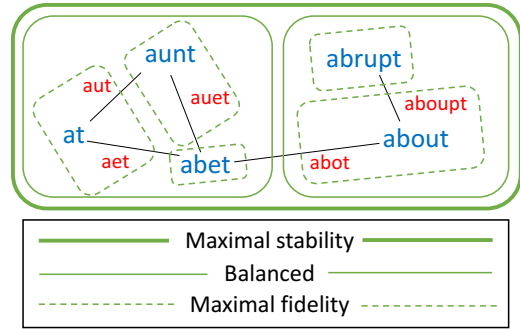 aunt
abrupt
aut
auet
aboupt
at
about
aet
abet
abot
Maximal stability
Balanced
Maximal fidelity